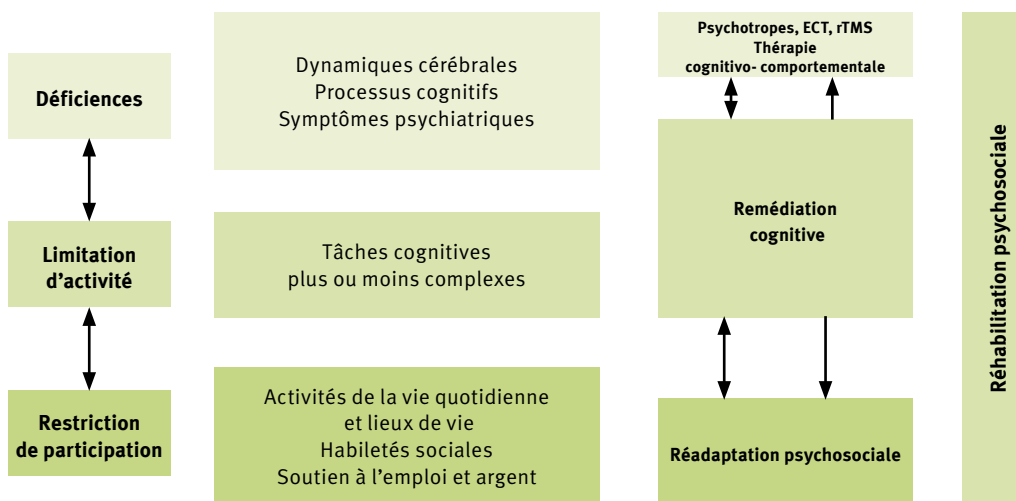 Déficiences
Limitation
d'activité
Restriction
de participation
Dynamiques cérébrales
Processus cognitifs
Symptômes psychiatriques
Tâches cognitives
plus ou moins complexes
Activités de la vie quotidienne
et lieux de vie
Habiletés sociales
Soutien à l'emploi et argent
Psychotropes, ECT, rTMS
Thérapie
cognitivo- comportementale
Remédiation
cognitive
Réadaptation psychosociale
Réhabilitation psychosociale